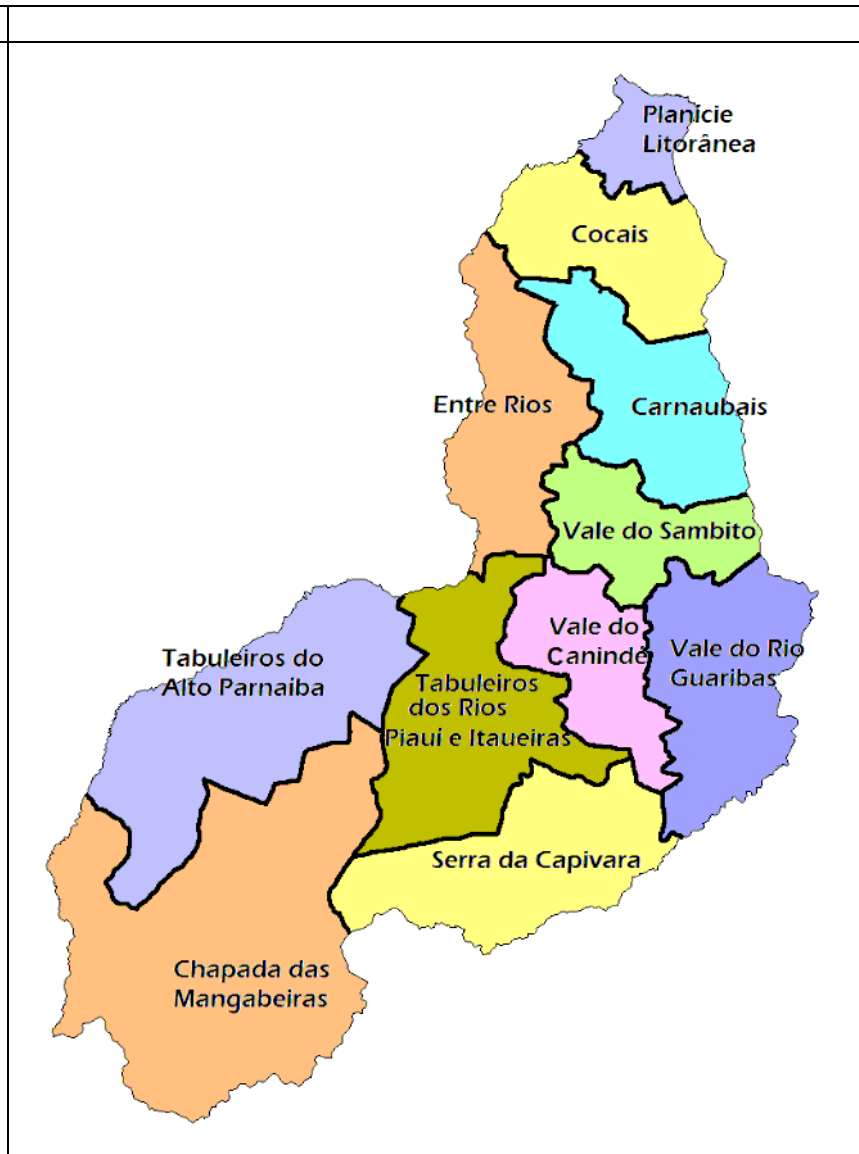 Planície
Litorânea
Cocais
Entre Rios
Carnaubais
Vale do Sambito
Vale do
Canindé
Vale do Rio
Guaribas
Tabuleiros do
Alto Parnaíba
Tabuleiros
dos Rios
Piauí e Itaueiras
Serra da Capivara
Chapada das
Mangabeiras